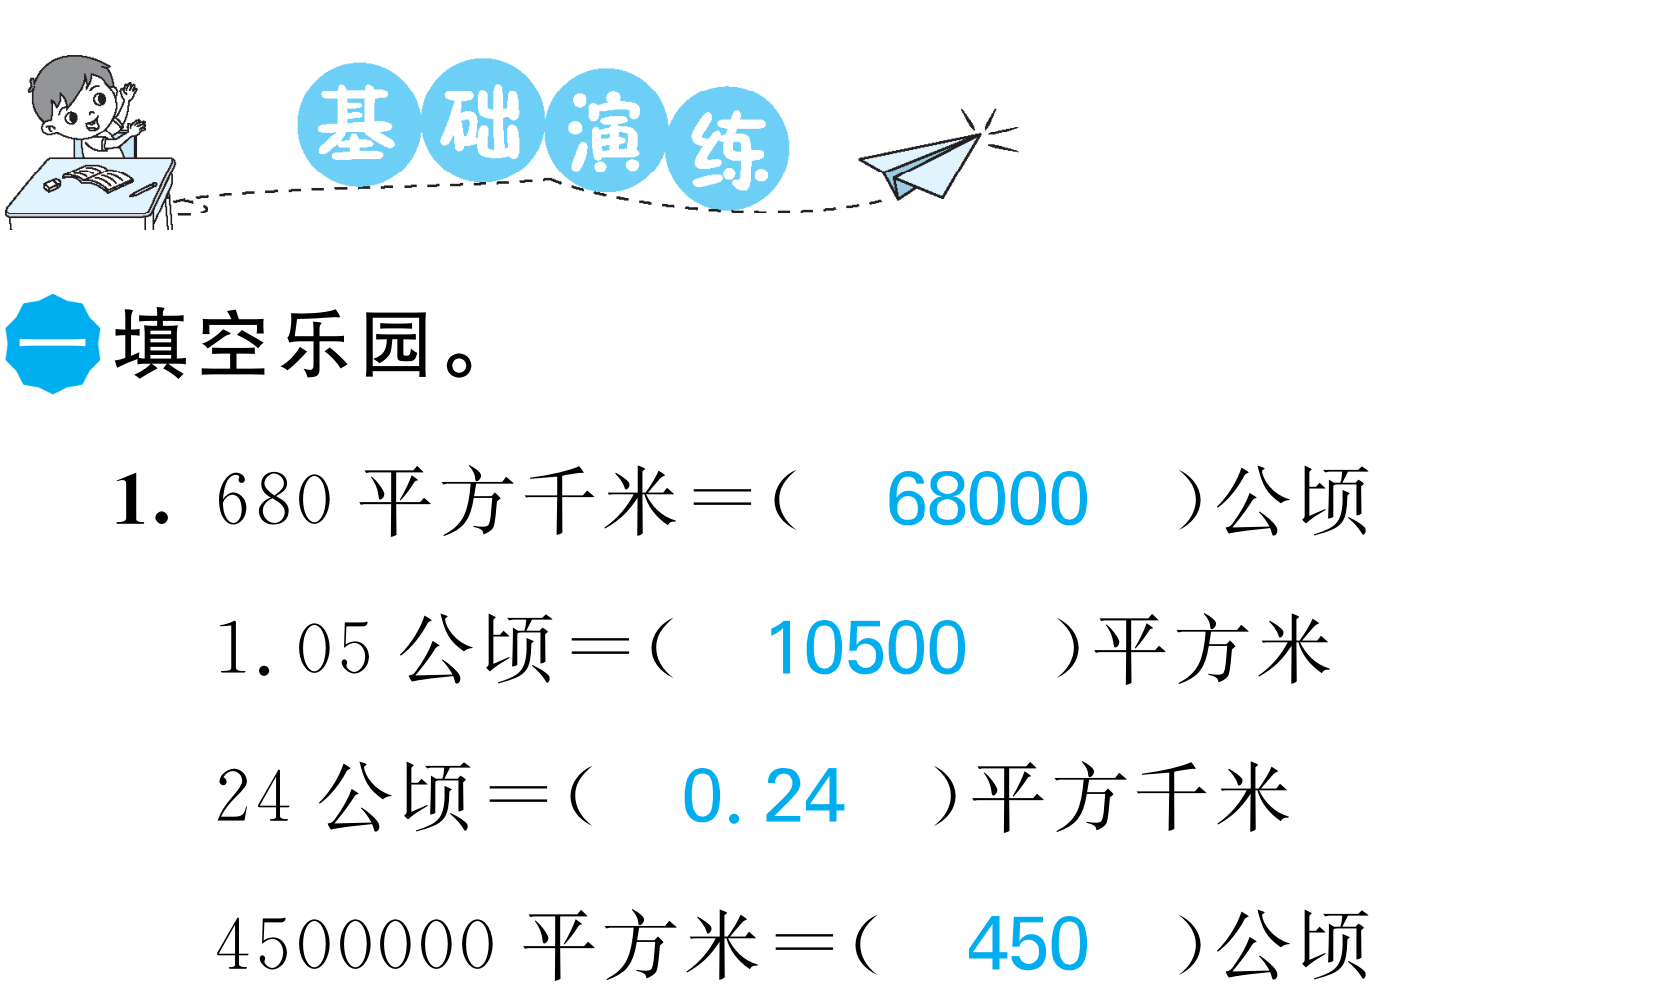 基础演练
一 填空乐园。
1. 680 平方千米＝( 68000 )公顷
1.05 公顷＝( 10500 )平方米
24 公顷＝( 0.24 )平方千米
4500000 平方米＝( 450 )公顷